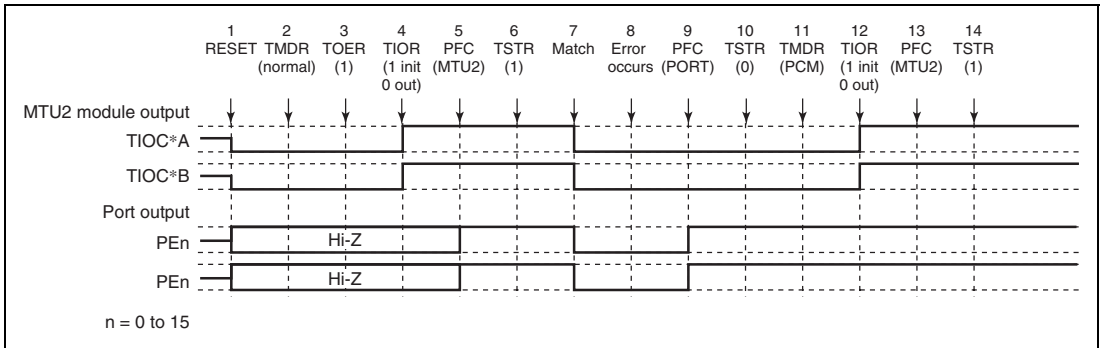 1 2 3 4 5 6 7 8 9 10 11 12 13 14
RESET TMDR TOER TIOR PFC TSTR Match Error PFC TSTR TMDR TIOR PFC TSTR
(normal) (1) (1 init (MTU2) (1) occurs (PORT) (0) (PCM) (1 init (MTU2) (1)
0 out) 0 out)
MTU2 module output
TIOC*A
TIOC*B
Port output
PEn Hi-Z
PEn Hi-Z
n = 0 to 15